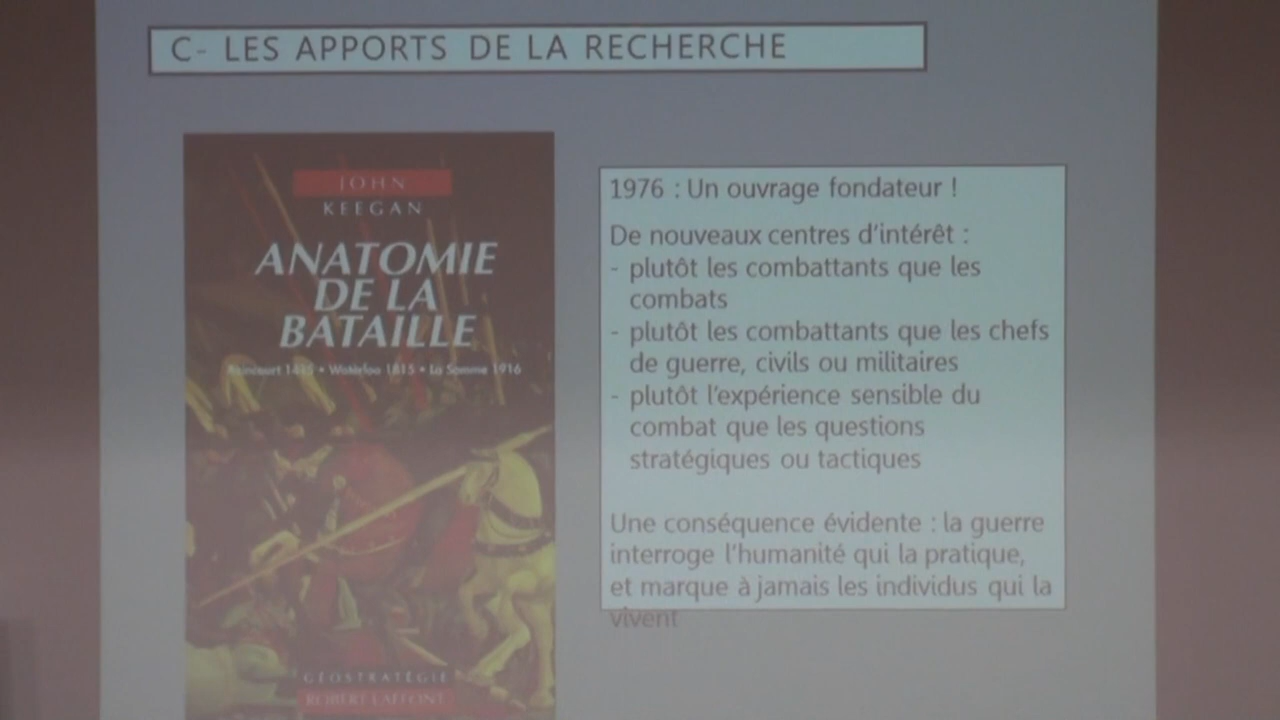 C- LES APPORTS DE LA RECHERCHE
JOHN
KEEGAN
ANATOMIE
DE LA
BATAILLE
Azincourt 1415 • Waterloo 1815 • La Somme 1916
GÉOSTRATÉGIE
ROBERT LAFFONT
1976 : Un ouvrage fondateur !
De nouveaux centres d'intérêt :
- plutôt les combattants que les
combats
- plutôt les combattants que les chefs
de guerre, civils ou militaires
- plutôt l'expérience sensible du
combat que les questions
stratégiques ou tactiques
Une conséquence évidente : la guerre
interroge l'humanité qui la pratique,
et marque à jamais les individus qui la
vivent